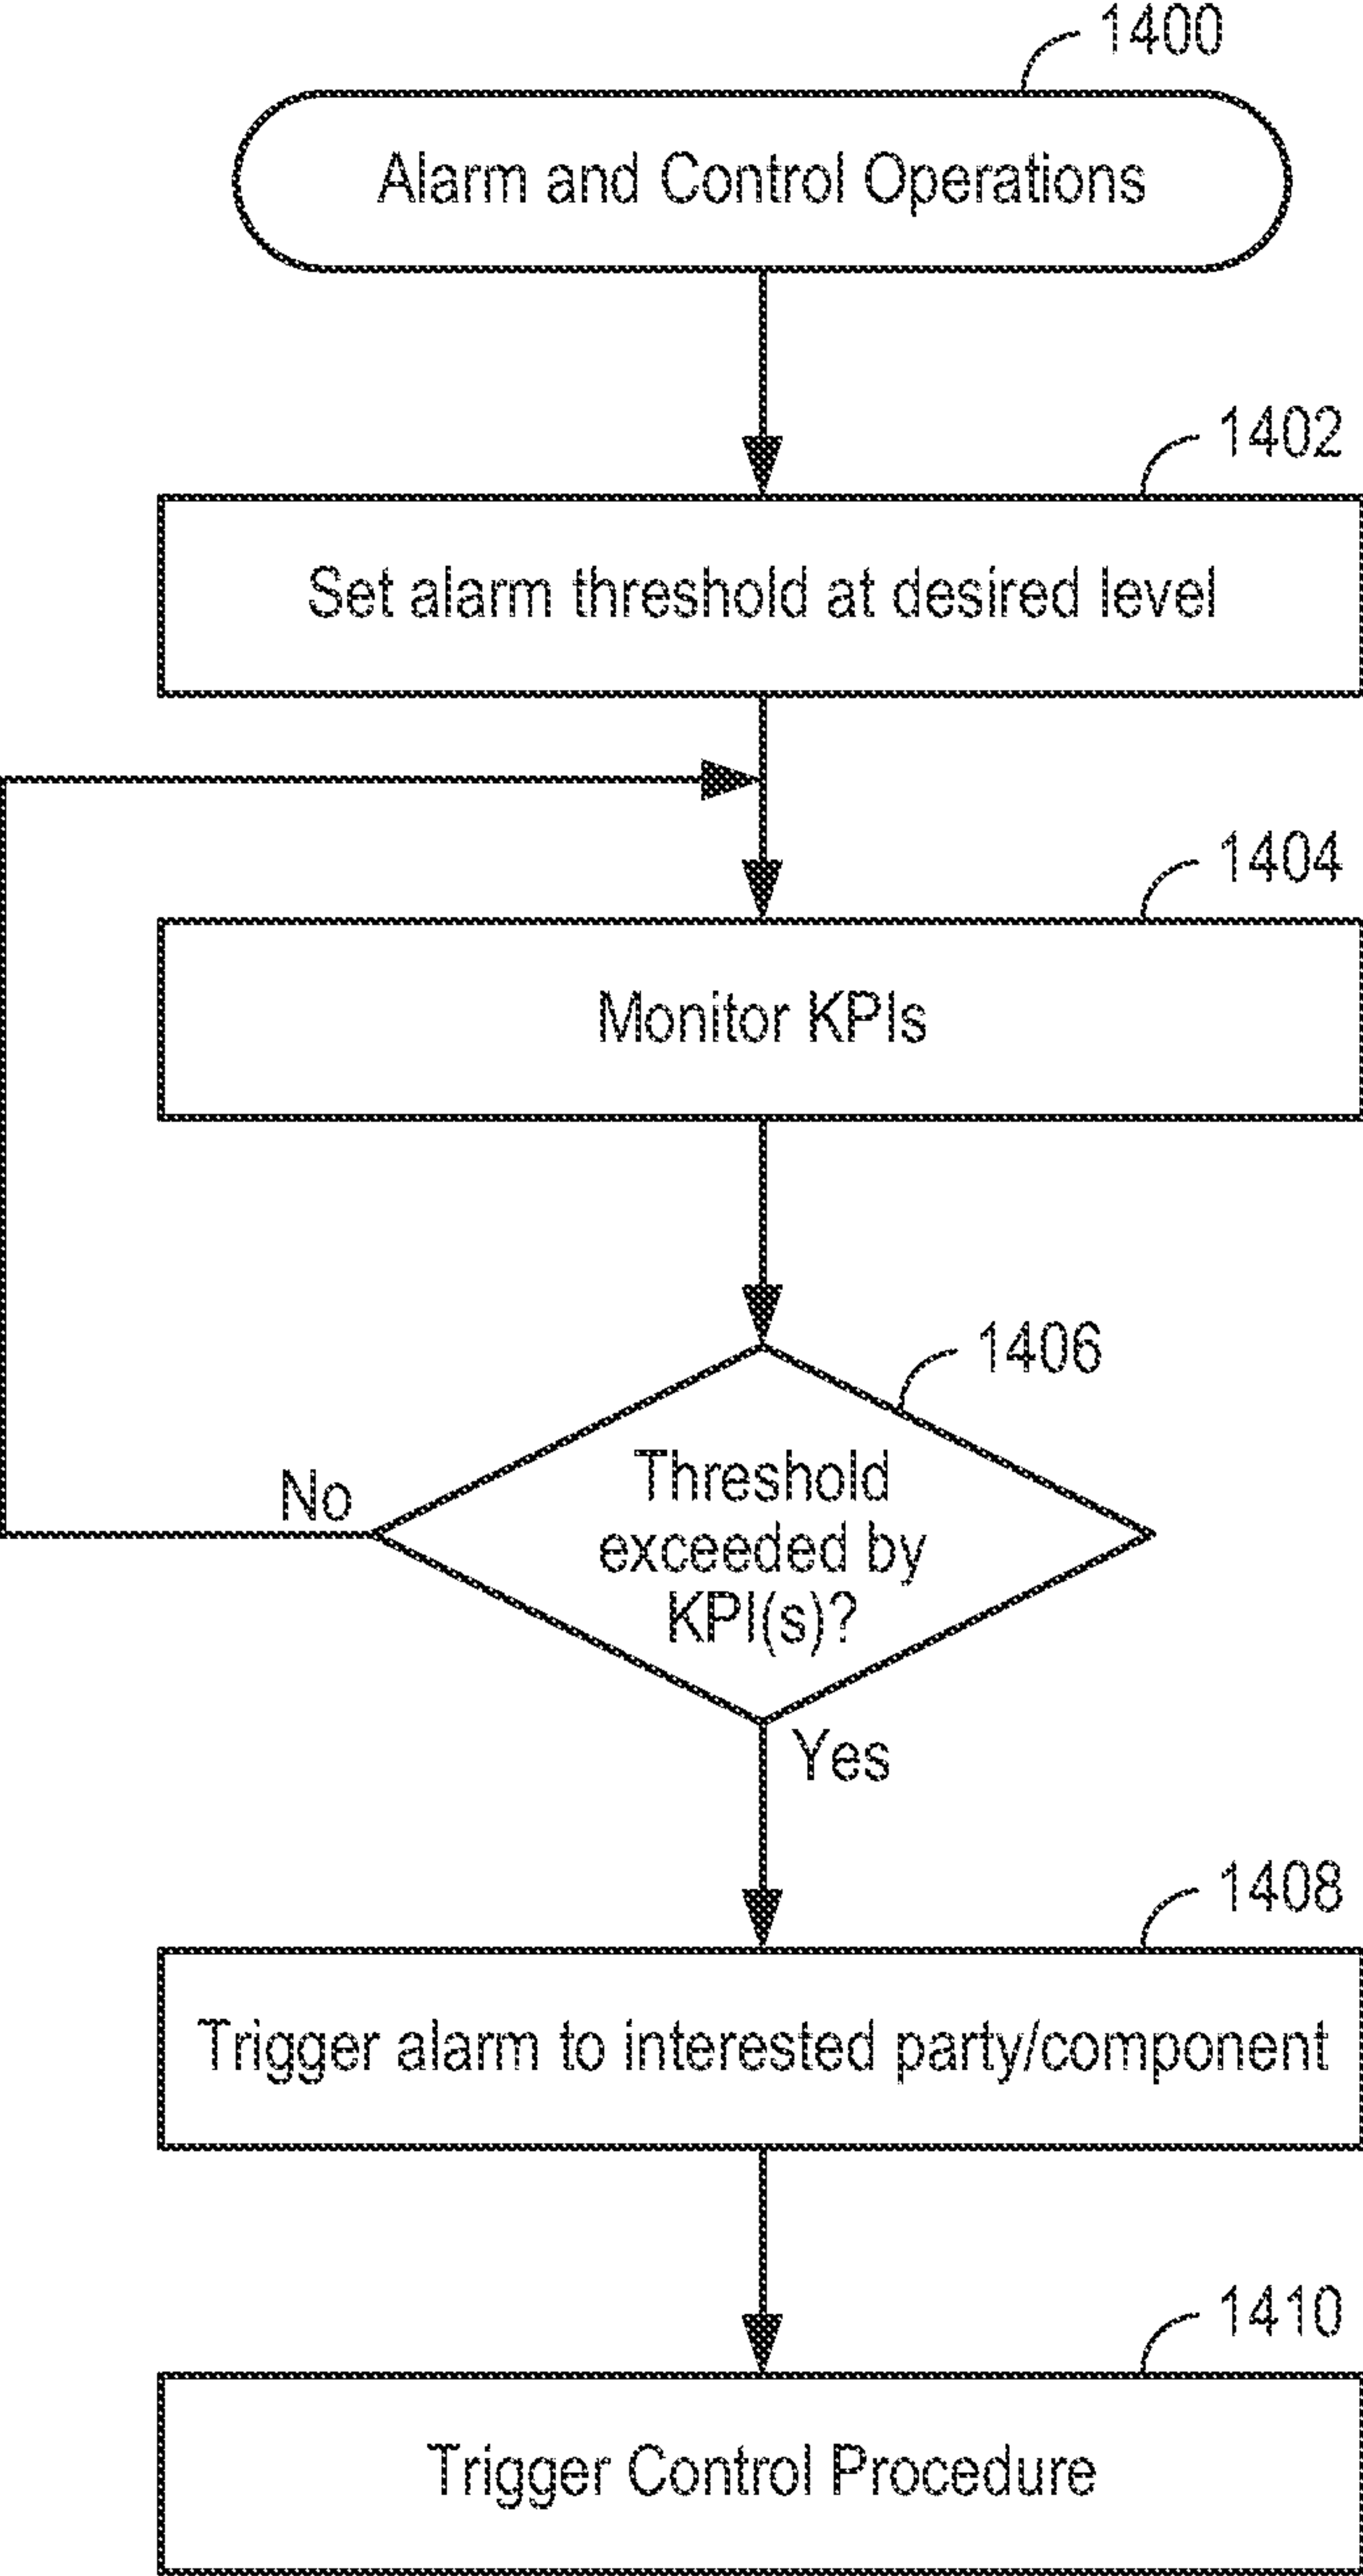 1400
Alarm and Control Operations
1402
Set alarm threshold at desired level
1404
Monitor KPIs
1406
Threshold
exceeded by
KPI(s)?
No
Yes
1408
Trigger alarm to interested party/component
1410
Trigger Control Procedure